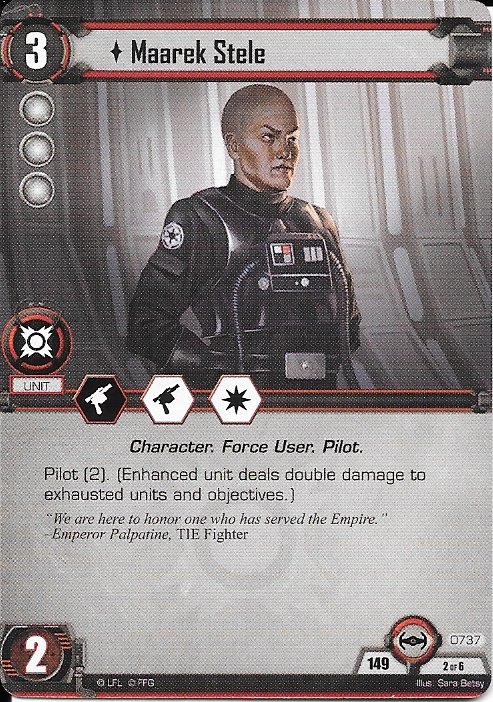 3
♦ Maarek Stele
UNIT
Character. Force User. Pilot.
Pilot (2). (Enhanced unit deals double damage to
exhausted units and objectives.)
"We are here to honor one who has served the Empire."
-Emperor Palpatine, TIE Fighter
2
0737
149
2 OF 6
© LFL © FFG
Illus. Sara Betsy